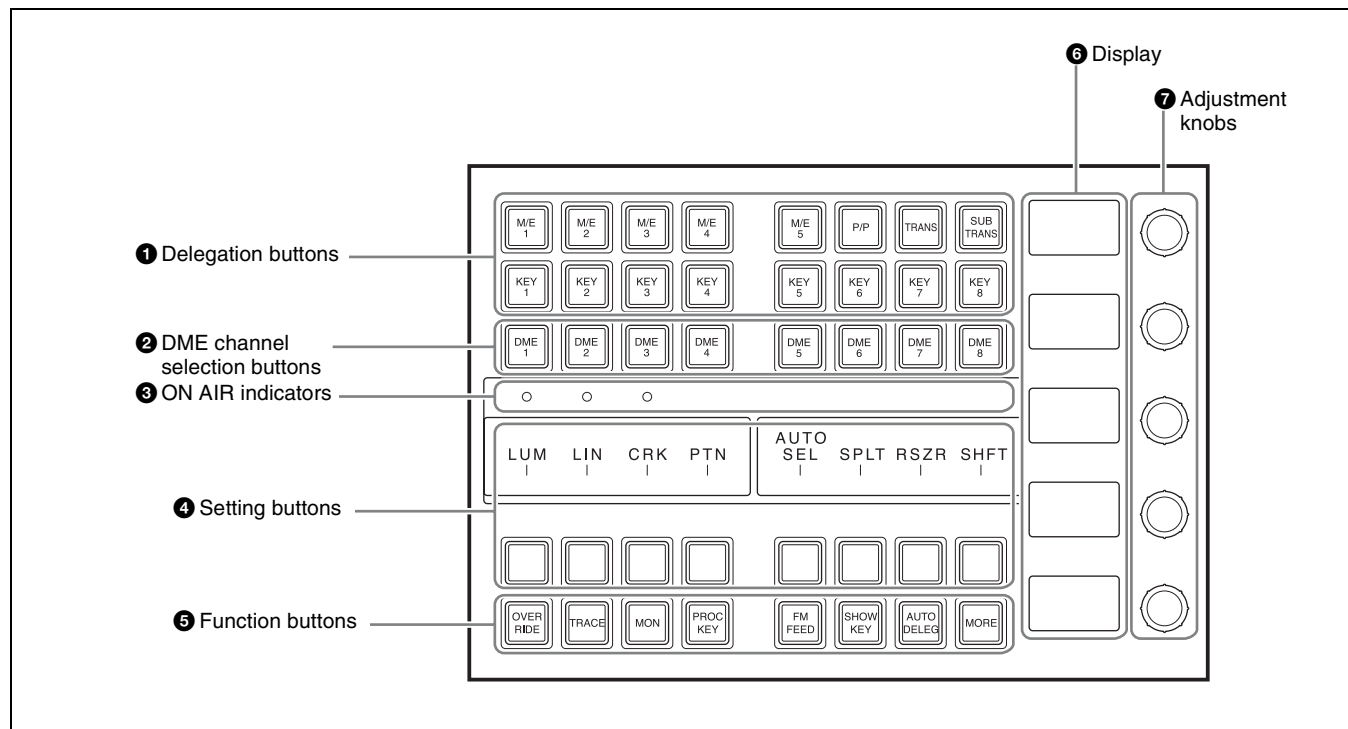 ❻ Display
❼ Adjustment
knobs
❶ Delegation buttons
M/E 1 M/E 2 M/E 3 M/E 4 M/E 5 P/P TRANS SUB TRANS
KEY 1 KEY 2 KEY 3 KEY 4 KEY 5 KEY 6 KEY 7 KEY 8
❷ DME channel
selection buttons
DME 1 DME 2 DME 3 DME 4 DME 5 DME 6 DME 7 DME 8
❸ ON AIR indicators
LUM LIN CRK PTN AUTO SEL SPLT RSZR SHFT
❹ Setting buttons
❺ Function buttons
OVER RIDE TRACE MON PROC KEY FM FEED SHOW KEY AUTO DELEG MORE